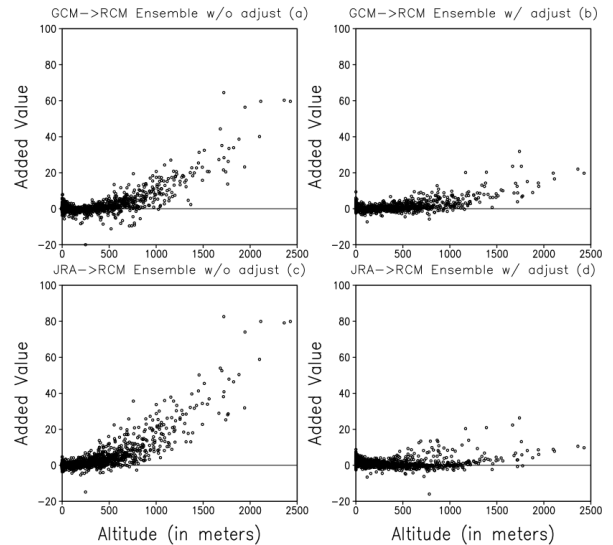 GCM->RCM Ensemble w/o adjust (a)
GCM->RCM Ensemble w/ adjust (b)
100
80
60
40
20
0
-20
Added Value
0 500 1000 1500 2000 2500
100
80
60
40
20
0
-20
Added Value
0 500 1000 1500 2000 2500
JRA->RCM Ensemble w/o adjust (c)
JRA->RCM Ensemble w/ adjust (d)
100
80
60
40
20
0
-20
Added Value
0 500 1000 1500 2000 2500
Altitude (in meters)
100
80
60
40
20
0
-20
Added Value
0 500 1000 1500 2000 2500
Altitude (in meters)